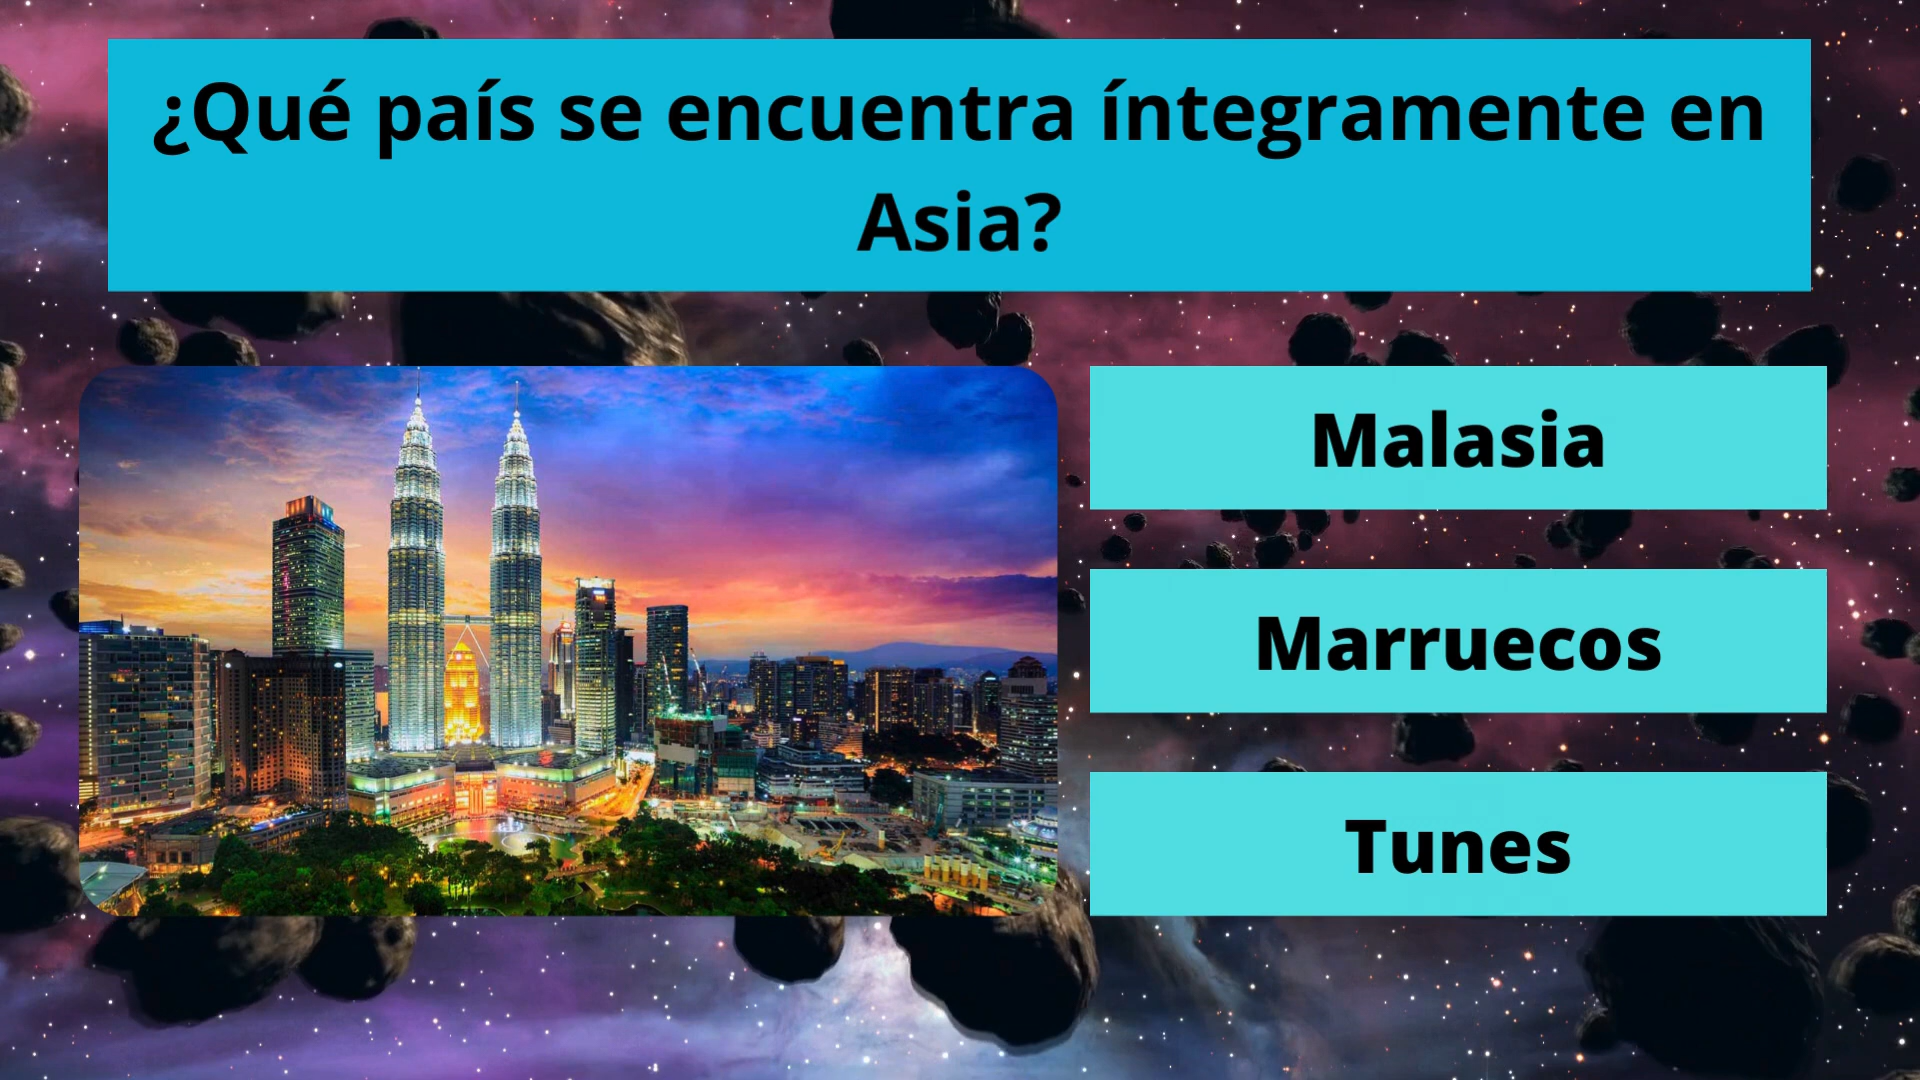 ¿Qué país se encuentra íntegramente en
Asia?
Malasia
Marruecos
Tunes